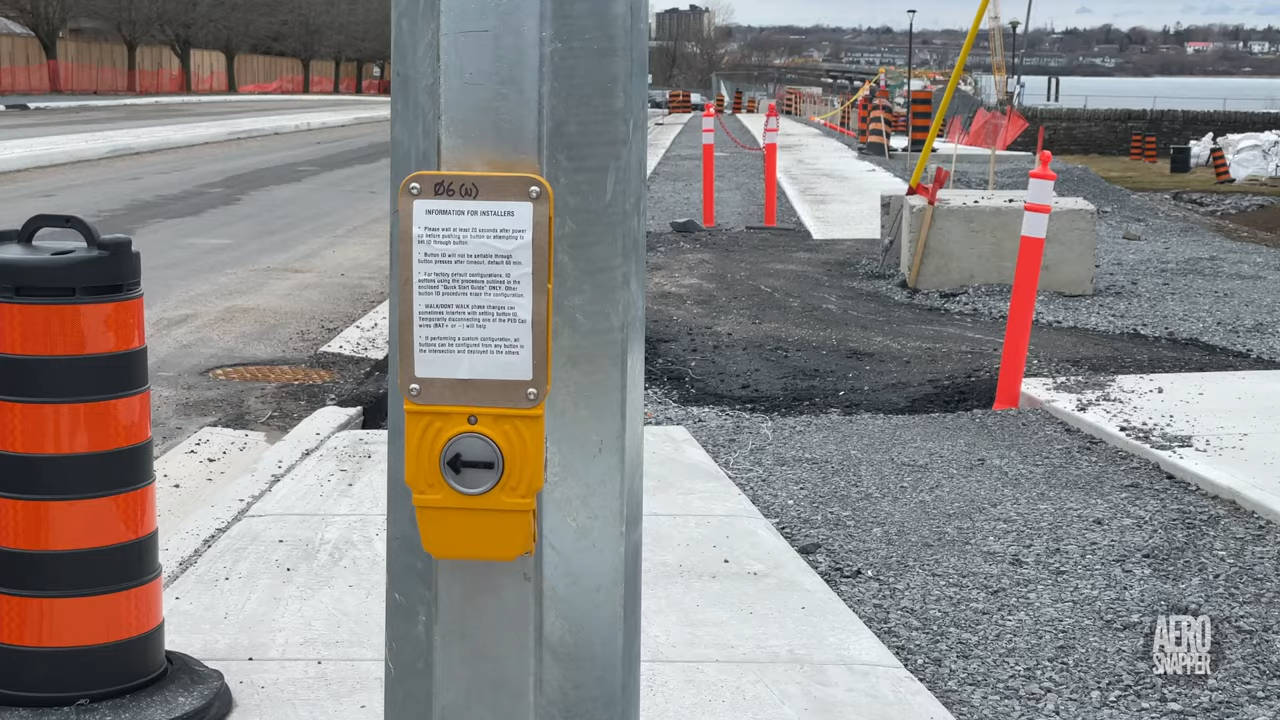 Ø6(N)
INFORMATION FOR INSTALLERS
* Please wait at least 20 seconds after power
up before pushing on button or attempting to
set ID through button.
* Button ID will not be settable through
button presses after timeout, default 60 min.
* For factory default configurations, ID
buttons using the procedure outlined in the
enclosed "Quick Start Guide" ONLY. Other
button ID procedures erase the configuration.
* WALK/DONT WALK phase changes can
sometimes interfere with setting button ID.
Temporarily disconnecting one of the PED Call
wires (BAT+ or -) will help.
* If performing a custom configuration, all
buttons can be configured from any button in
the intersection and deployed to the others.
AERO
SNAPPER